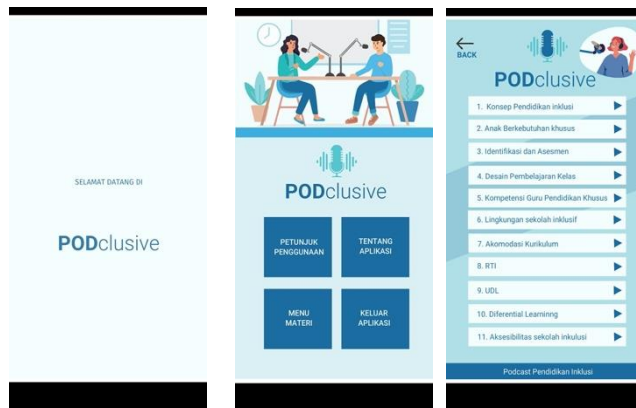 SELAMAT DATANG DI
PODclusive
PODclusive
PETUNJUK
PENGGUNAAN
TENTANG
APLIKASI
MENU
MATERI
KELUAR
APLIKASI
BACK
PODclusive
1. Konsep Pendidikan inklusi
2. Anak Berkebutuhan khusus
3. Identifikasi dan Asesmen
4. Desain Pembelajaran Kelas
5. Kompetensi Guru Pendidikan Khusus
6. Lingkungan sekolah inklusif
7. Akomodasi Kurikulum
8. RTI
9. UDL
10. Diferential Learninng
11. Aksesibilitas sekolah inkulusi
Podcast Pendidikan Inklusi